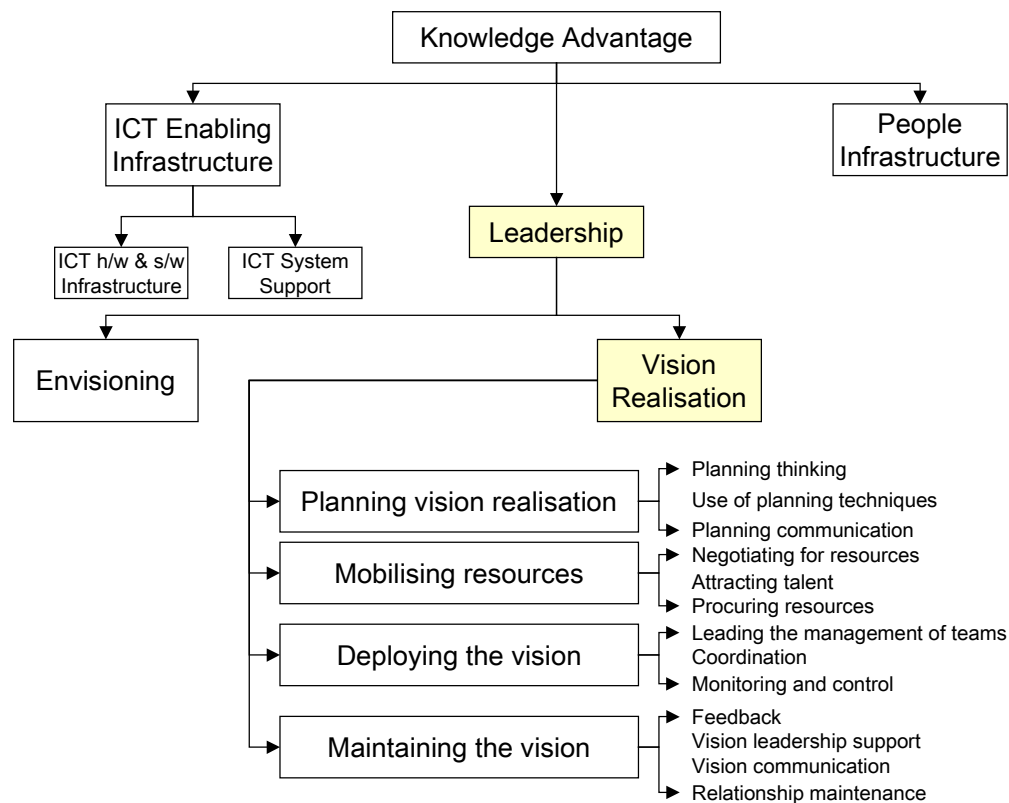 Knowledge Advantage
ICT Enabling
Infrastructure
People
Infrastructure
Leadership
ICT h/w & s/w
Infrastructure
ICT System
Support
Envisioning
Vision
Realisation
Planning vision realisation
Planning thinking
Use of planning techniques
Planning communication
Mobilising resources
Negotiating for resources
Attracting talent
Procuring resources
Deploying the vision
Leading the management of teams
Coordination
Monitoring and control
Maintaining the vision
Feedback
Vision leadership support
Vision communication
Relationship maintenance